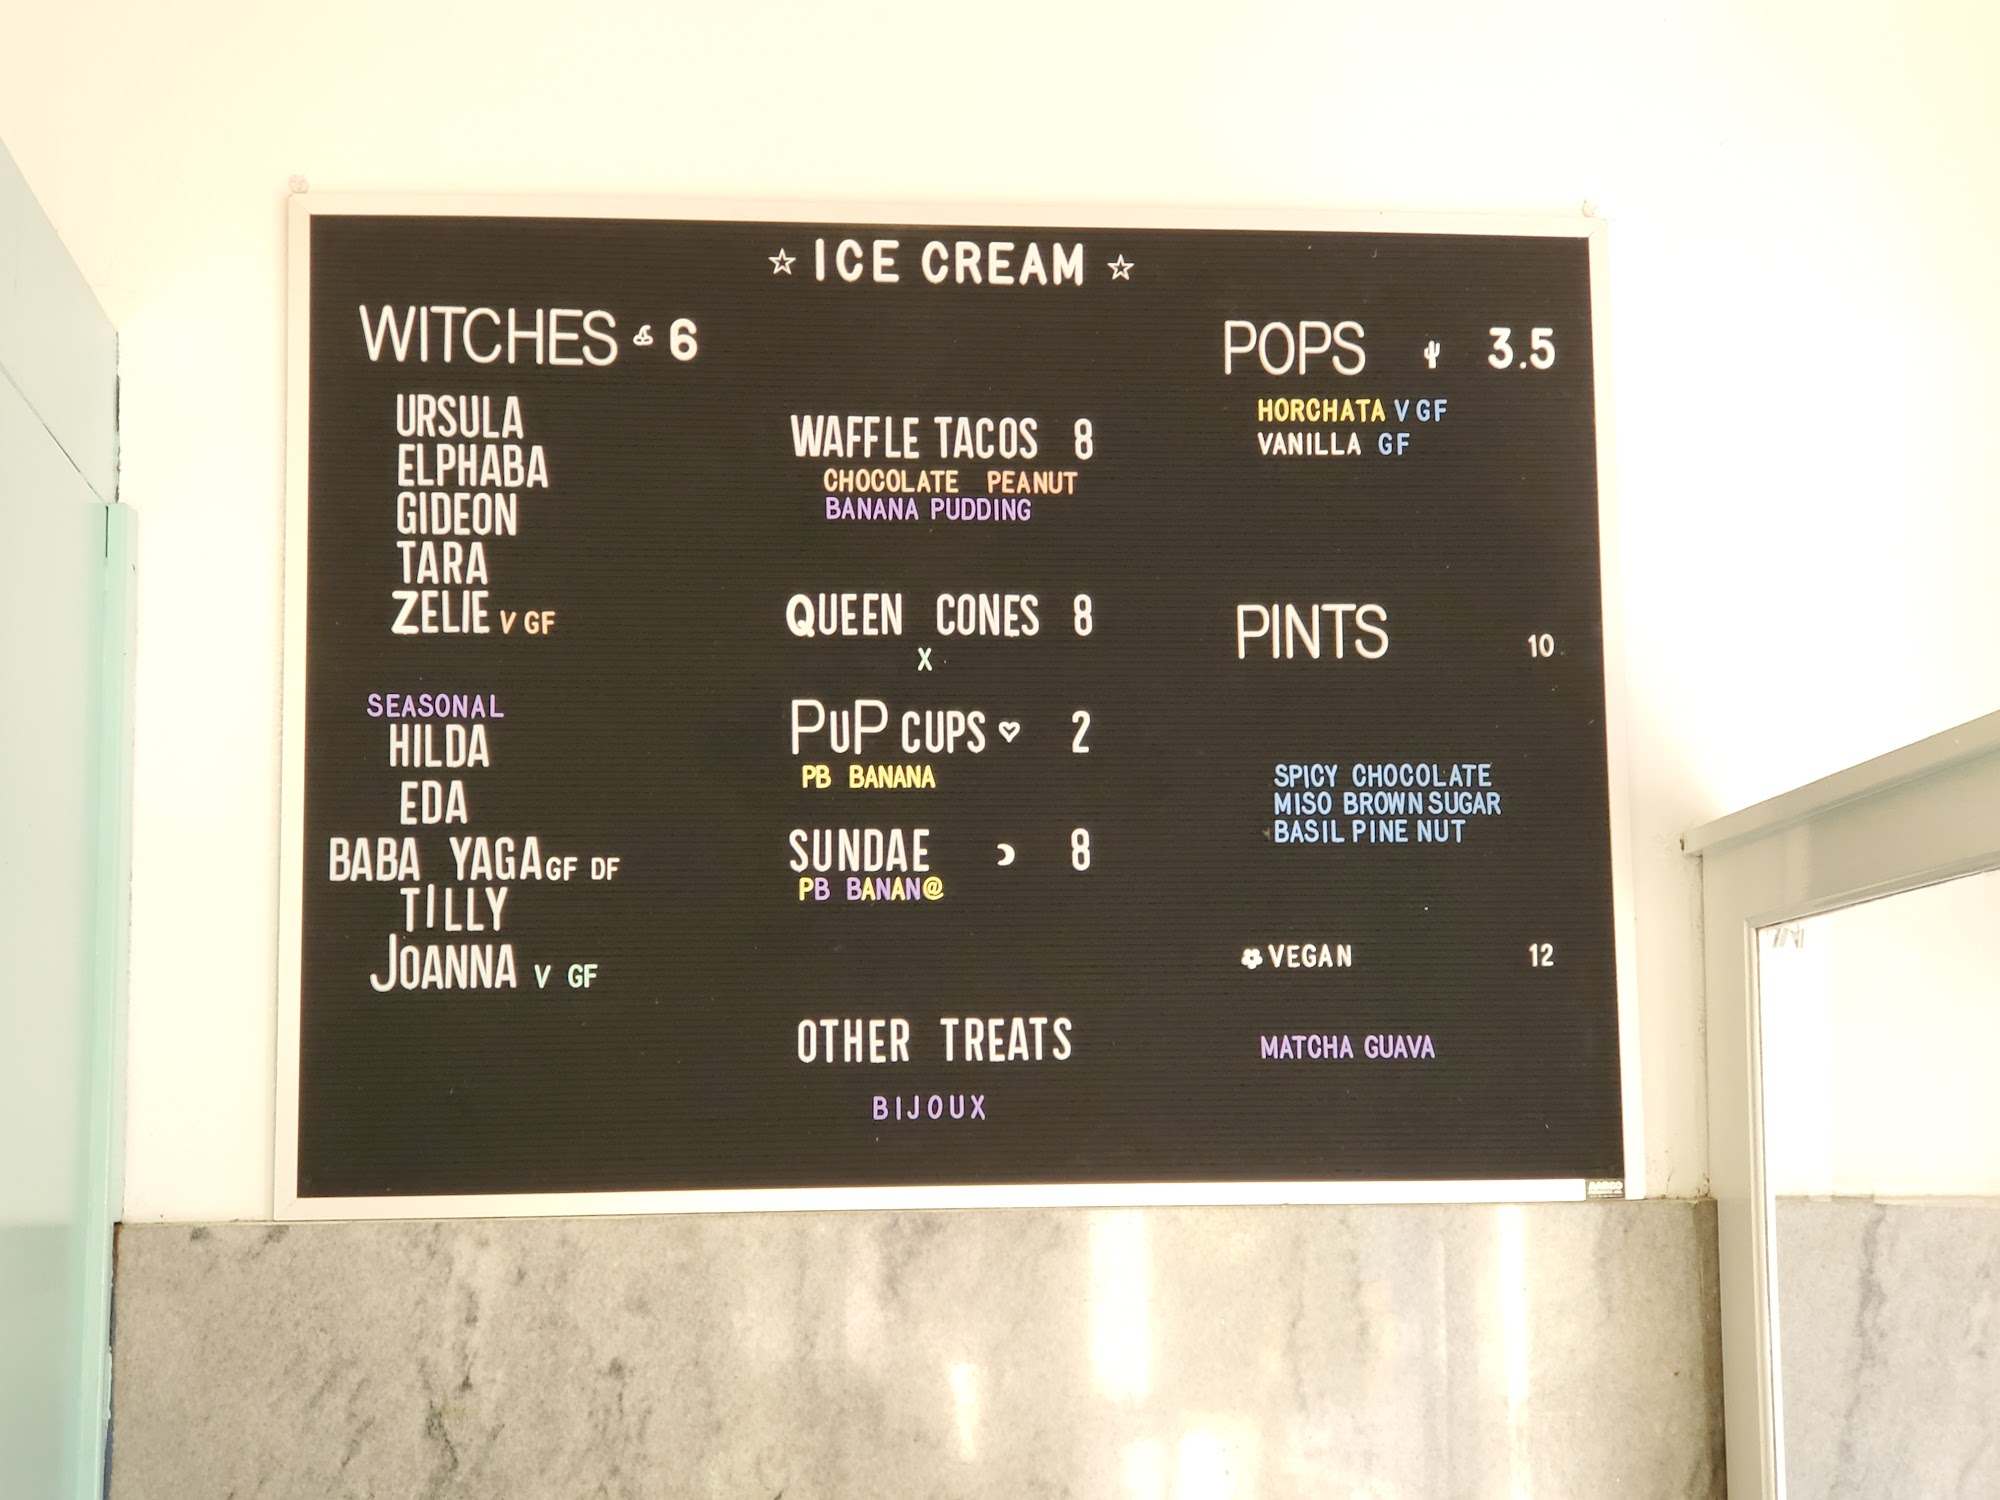 ☆ ICE CREAM ☆
WITCHES 6
URSULA
ELPHABA
GIDEON
TARA
ZELIE V GF
SEASONAL
HILDA
EDA
BABA YAGA GF DF
TILLY
JOANNA V GF
WAFFLE TACOS 8
CHOCOLATE PEANUT
BANANA PUDDING
QUEEN CONES 8
X
PuP CUPS ♡ 2
PB BANANA
SUNDAE 8
PB BANAN@
OTHER TREATS
BIJOUX
POPS 3.5
HORCHATA V GF
VANILLA GF
PINTS 10
SPICY CHOCOLATE
MISO BROWN SUGAR
BASIL PINE NUT
VEGAN 12
MATCHA GUAVA